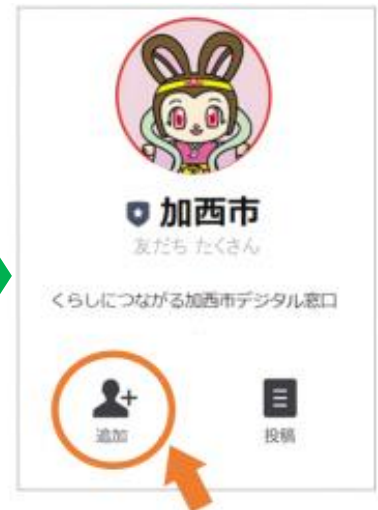 加西市
友だち たくさん
くらしにつながる加西市デジタル窓口
追加
投稿